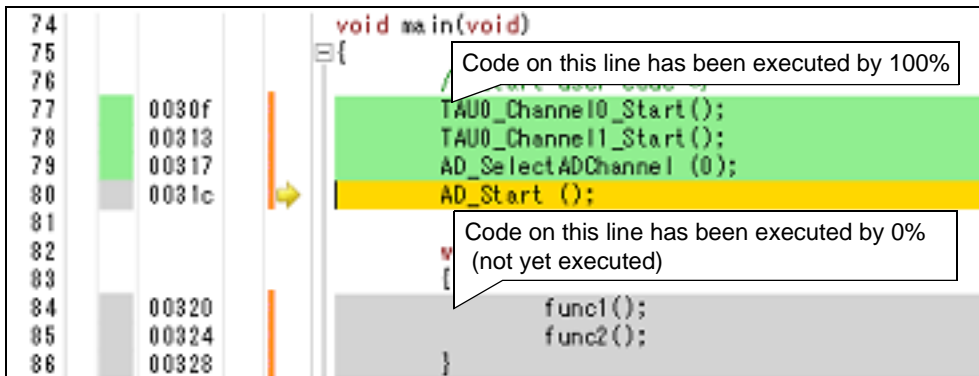 74 void main(void)
75 {
Code on this line has been executed by 100%
76
77 0030f TAU0_Channel0_Start();
78 00313 TAU0_Channel1_Start();
79 00317 AD_SelectADChannel (0);
80 0031c AD_Start ();
81
Code on this line has been executed by 0%
(not yet executed)
82
83
84 00320 func1();
85 00324 func2();
86 00328 }